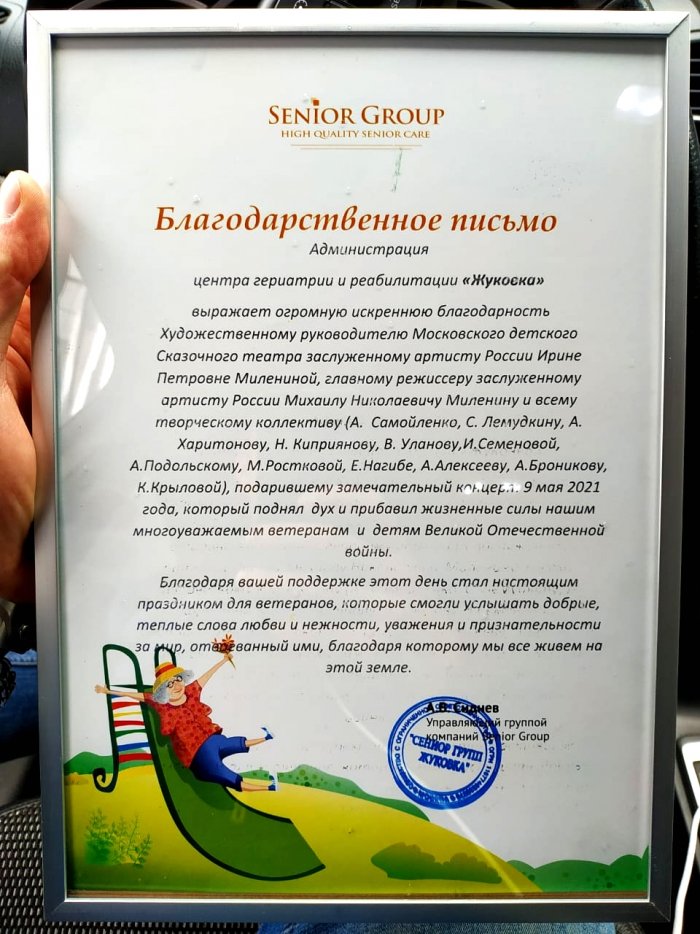 SENIOR GROUP
HIGH QUALITY SENIOR CARE
Благодарственное письмо
Администрация
центра гериатрии и реабилитации «Жуковка»
выражает огромную искреннюю благодарность
Художественному руководителю Московского детского
Сказочного театра заслуженному артисту России Ирине
Петровне Милениной, главному режиссеру заслуженному
артисту России Михаилу Николаевичу Миленину и всему
творческому коллективу (А. Самойленко, С. Лемудкину, А.
Харитонову, Н. Киприянову, В. Уланову,И.Семеновой,
А.Подольскому, М.Ростковой, Е.Нагибе, А.Алексееву, А.Броникову,
К.Крыловой), подарившему замечательный концерт 9 мая 2021
года, который поднял дух и прибавил жизненные силы нашим
многоуважаемым ветеранам и детям Великой Отечественной
войны.
Благодаря вашей поддержке этот день стал настоящим
праздником для ветеранов, которые смогли услышать добрые,
теплые слова любви и нежности, уважения и признательности
за мир, отвоеванный ими, благодаря которому мы все живем на
этой земле.
А.В. Сиднев
Управляющий группой
компаний Senior Group
"СЕНИОР ГРУПП
ЖУКОВКА"